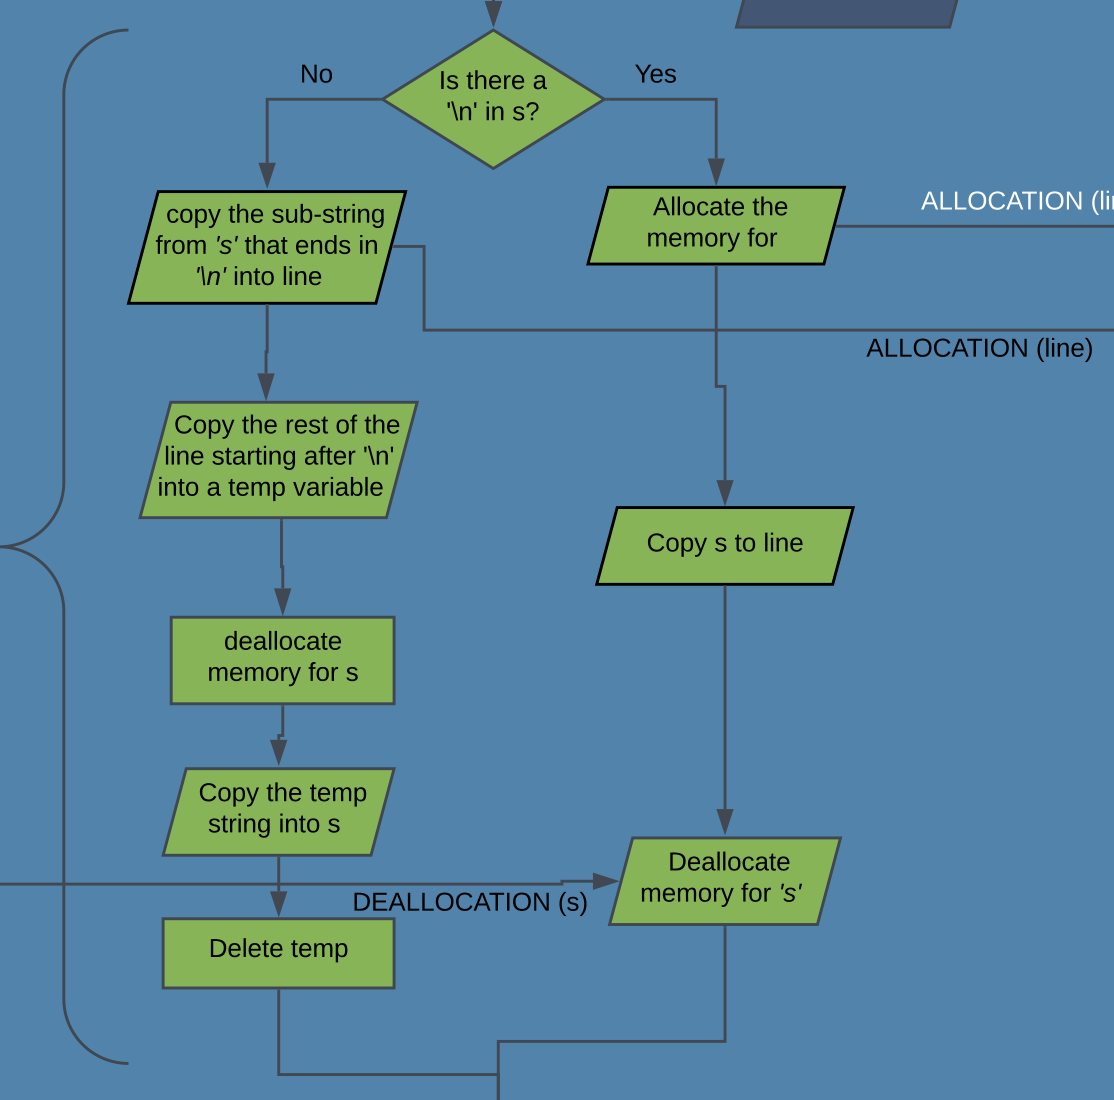 No
Is there a
'\n' in s?
Yes
copy the sub-string
from 's' that ends in
'\n' into line
Allocate the
memory for
ALLOCATION
ALLOCATION (line)
Copy the rest of the
line starting after '\n'
into a temp variable
Copy s to line
deallocate
memory for s
Copy the temp
string into s
Deallocate
memory for 's'
DEALLOCATION (s)
Delete temp